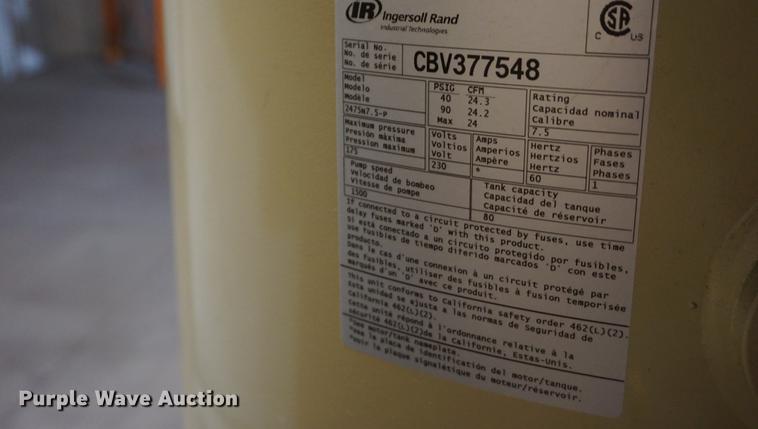 IR Ingersoll Rand
Industrial Technologies
CSA
C US
Serial No.
No. de serie
No. de série
CBV377548
Model
Modelo
Modèle
2475N7.5-P
PSIG CFM
40 24.3
90 24.2
Max 24
Rating
Capacidad nominal
Calibre
7.5
Maximum pressure
Presión máxima
Pression maximum
175
Volts
Voltios
Volt
230
Amps
Amperios
Ampère
*
Hertz
Hertzios
Hertz
60
Phases
Fases
Phases
1
Pump speed
Velocidad de bombeo
Vitesse de pompe
1500
Tank capacity
Capacidad del tanque
Capacité de réservoir
80
If connected to a circuit protected by fuses, use time
delay fuses marked 'D' with this product.
Si está conectado a un circuito protegido por fusibles,
use fusibles de tiempo diferido marcados 'D' con este
producto.
Dans le cas d'une connexion à un circuit protégé par
des fusibles, utiliser des fusibles à fusion temporisée
marqués d'un 'D' avec ce produit.
This unit conforms to California safety order 462(L)(2).
Esta unidad se ajusta a las normas de Seguridad de
California 462(L)(2).
Cette unité répond à l'ordonnance relative à la
sécurité 462(L)(2)de la Californie, Estas-Unis.
*See motor/tank nameplate.
*Vea la placa de identificación del motor/tanque.
*Voir la plaque signalétique du moteur/réservoir.
Purple Wave Auction